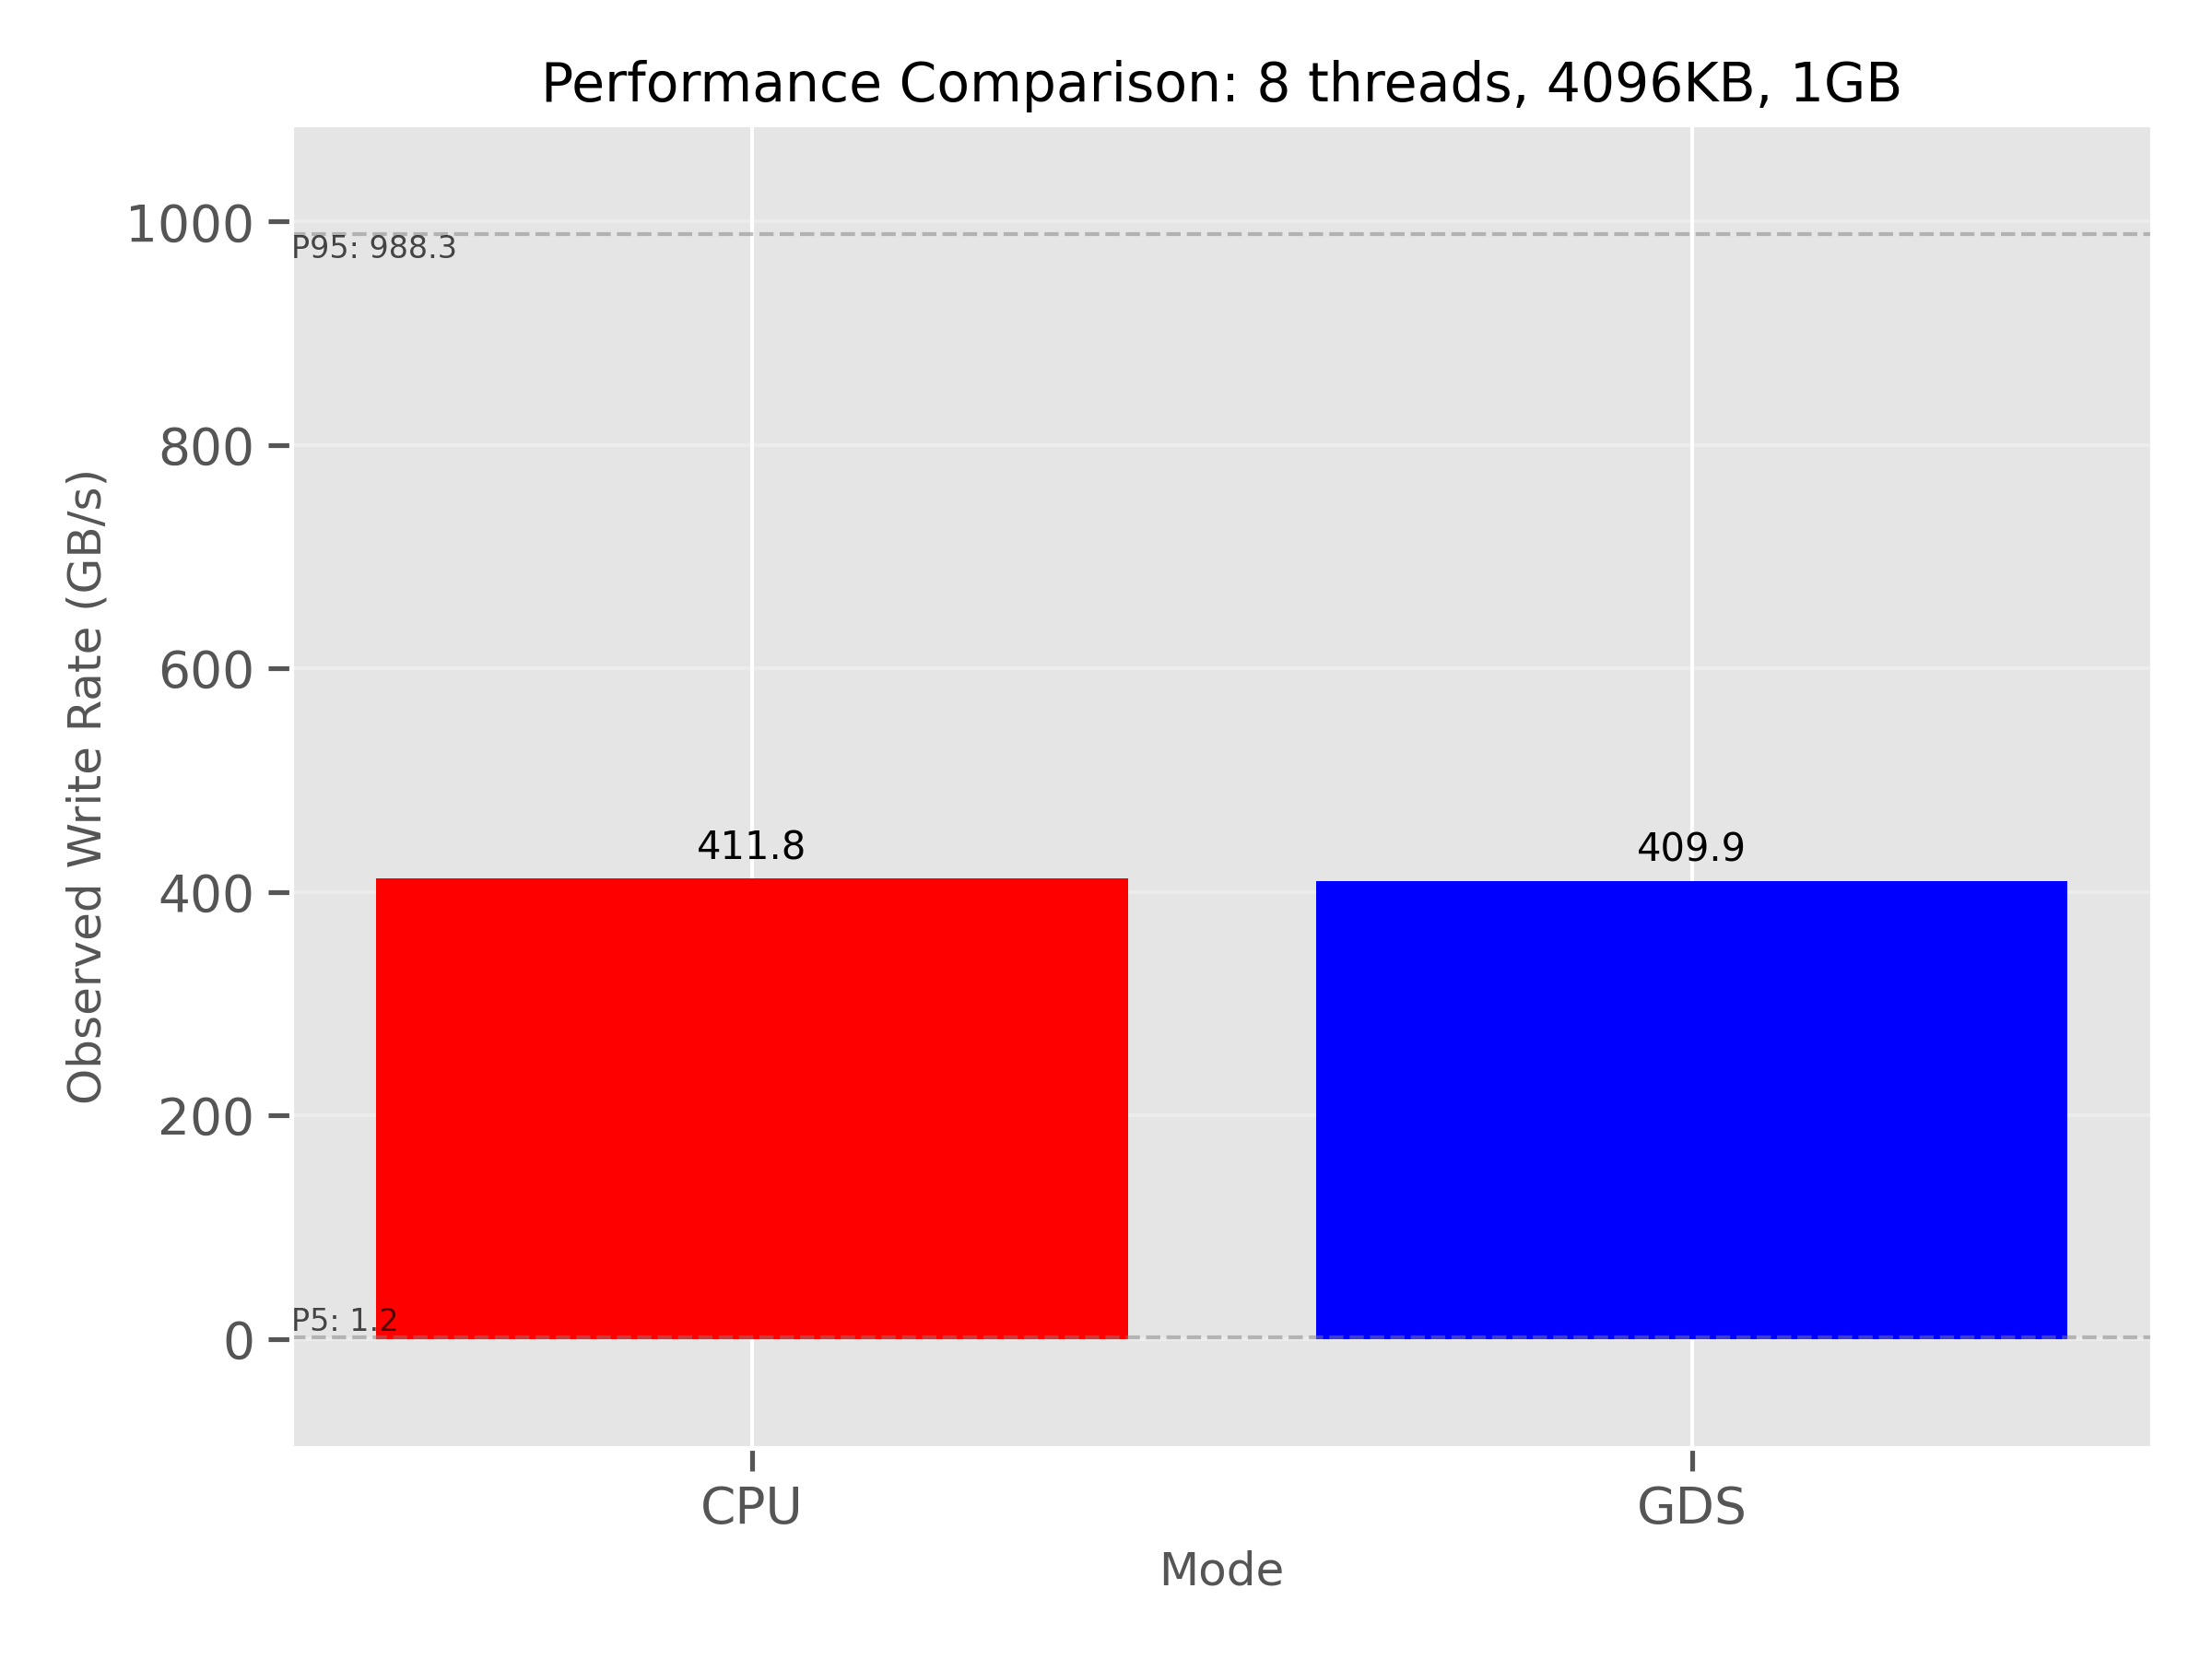 Performance Comparison: 8 threads, 4096KB, 1GB
Observed Write Rate (GB/s)
1000
P95: 988.3
800
600
411.8
409.9
400
200
P5: 1.2
0
CPU
GDS
Mode